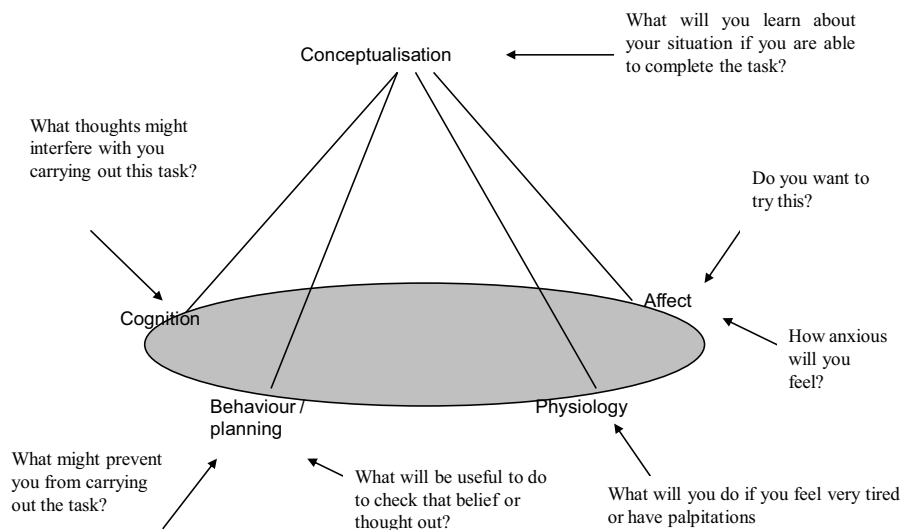 Conceptualisation
What will you learn about
your situation if you are able
to complete the task?
What thoughts might
interfere with you
carrying out this task?
Do you want to
try this?
Cognition
Affect
How anxious
will you
feel?
Behaviour /
planning
Physiology
What might prevent
you from carrying
out the task?
What will be useful to do
to check that belief or
thought out?
What will you do if you feel very tired
or have palpitations